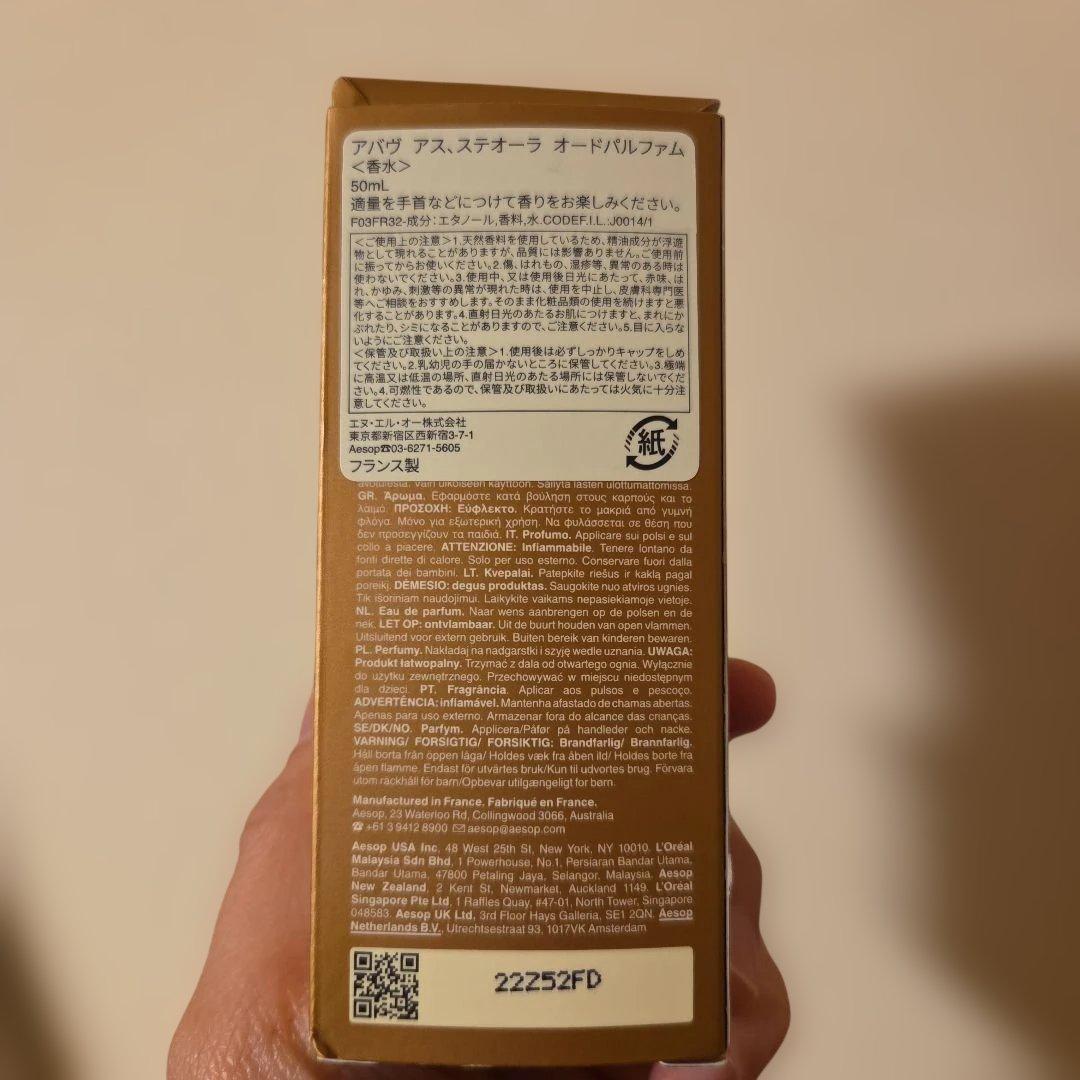 アバヴ アス、ステオーラ オードパルファム
＜香水＞
50mL
適量を手首などにつけて香りをお楽しみください。
F03FR32-成分：エタノール,香料,水.CODEF.I.L.:J0014/1
＜ご使用上の注意＞1.天然香料を使用しているため、精油成分が浮遊
物として現れることがありますが、品質には影響ありません。ご使用前
に振ってからお使いください。2.傷、はれもの、湿疹等、異常のある時は
使わないでください。3.使用中、又は使用後日光にあたって、赤味、は
れ、かゆみ、刺激等の異常が現れた時は、使用を中止し、皮膚科専門医
等へご相談をおすすめします。そのまま化粧品類の使用を続けますと悪
化することがあります。4.直射日光のあたるお肌につけますと、まれにか
ぶれたり、シミになることがありますので、ご注意ください。5.目に入らな
いようにご注意ください。
＜保管及び取扱い上の注意＞1.使用後は必ずしっかりキャップをしめ
てください。2.乳幼児の手の届かないところに保管してください。3.極端
に高温又は低温の場所、直射日光のあたる場所には保管しないでくだ
さい。4.可燃性であるので、保管及び取扱いにあたっては火気に十分注
意してください。
エヌ・エル・オー株式会社
東京都新宿区西新宿3-7-1
Aesop☎03-6271-5605
フランス製
紙
avotulesta. Vain ulkoiseen käyttöön. Säilytä lasten ulottumattomissa.
GR. Άρωμα. Εφαρμόστε κατά βούληση στους καρπούς και το
λαιμό. ΠΡΟΣΟΧΗ: Εύφλεκτο. Κρατήστε το μακριά από γυμνή
φλόγα. Μόνο για εξωτερική χρήση. Να φυλάσσεται σε θέση που
δεν προσεγγίζουν τα παιδιά. IT. Profumo. Applicare sui polsi e sul
collo a piacere. ATTENZIONE: Infiammabile. Tenere lontano da
fonti dirette di calore. Solo per uso esterno. Conservare fuori dalla
portata dei bambini. LT. Kvepalai. Patepkite riešus ir kaklą pagal
poreikį. DĖMESIO: degus produktas. Saugokite nuo atviros ugnies.
Tik išoriniam naudojimui. Laikykite vaikams nepasiekiamoje vietoje.
NL. Eau de parfum. Naar wens aanbrengen op de polsen en de
nek. LET OP: ontvlambaar. Uit de buurt houden van open vlammen.
Uitsluitend voor extern gebruik. Buiten bereik van kinderen bewaren.
PL. Perfumy. Nakładaj na nadgarstki i szyję wedle uznania. UWAGA:
Produkt łatwopalny. Trzymać z dala od otwartego ognia. Wyłącznie
do użytku zewnętrznego. Przechowywać w miejscu niedostępnym
dla dzieci. PT. Fragrância. Aplicar aos pulsos e pescoço.
ADVERTÊNCIA: inflamável. Mantenha afastado de chamas abertas.
Apenas para uso externo. Armazenar fora do alcance das crianças.
SE/DK/NO. Parfym. Applicera/Påfør på handleder och nacke.
VARNING/ FORSIGTIG/ FORSIKTIG: Brandfarlig/ Brannfarlig.
Håll borta från öppen låga/ Holdes væk fra åben ild/ Holdes borte fra
åpen flamme. Endast för utvärtes bruk/Kun til udvortes brug. Förvara
utom räckhåll för barn/Opbevar utilgængeligt for børn.
Manufactured in France. Fabriqué en France.
Aesop, 23 Waterloo Rd, Collingwood 3066, Australia
☎ +61 3 9412 8900 ✉ aesop@aesop.com
Aesop USA Inc, 48 West 25th St, New York, NY 10010. L'Oréal
Malaysia Sdn Bhd, 1 Powerhouse, No.1, Persiaran Bandar Utama,
Bandar Utama, 47800 Petaling Jaya, Selangor, Malaysia. Aesop
New Zealand, 2 Kent St, Newmarket, Auckland 1149. L'Oréal
Singapore Pte Ltd, 1 Raffles Quay, #47-01, North Tower, Singapore
048583. Aesop UK Ltd, 3rd Floor Hays Galleria, SE1 2QN. Aesop
Netherlands B.V., Utrechtsestraat 93, 1017VK Amsterdam
22Z52FD